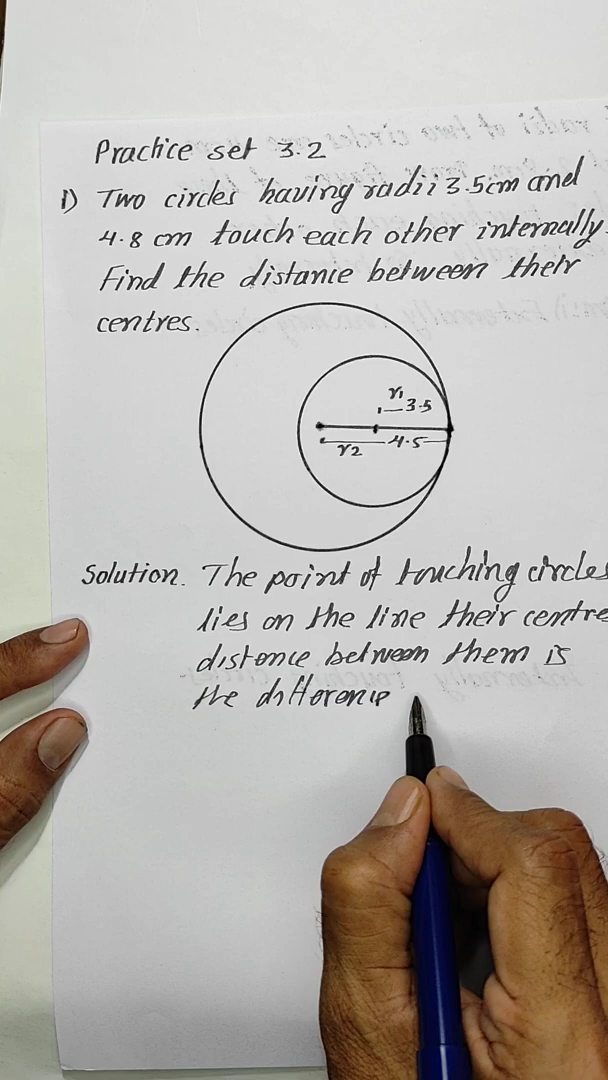 Practice set 3.2
1) Two circles having radii 3.5cm and
4.8 cm touch each other internally.
Find the distance between their
centres.
r1
3.5
r2
4.5
Solution. The point of touching circles
lies on the line their centre
distance between them is
the difference